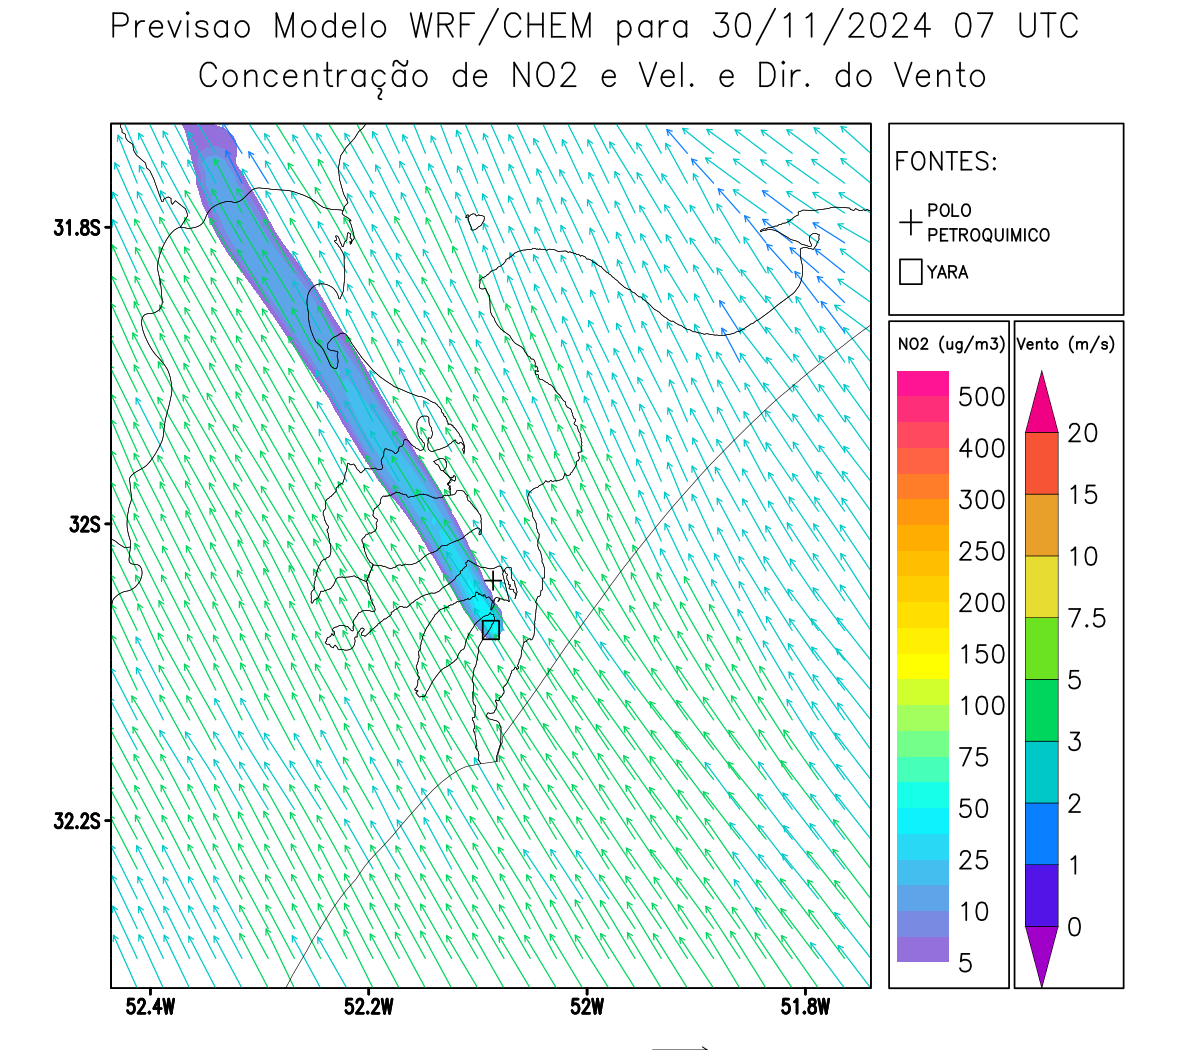 Previsao Modelo WRF/CHEM para 30/11/2024 07 UTC
Concentração de NO2 e Vel. e Dir. do Vento
FONTES:
POLO
PETROQUIMICO
YARA
NO2 (ug/m3)
500
400
300
250
200
150
100
75
50
25
10
5
Vento (m/s)
20
15
10
7.5
5
3
2
1
0
31.8S
32S
32.2S
52.4W 52.2W 52W 51.8W